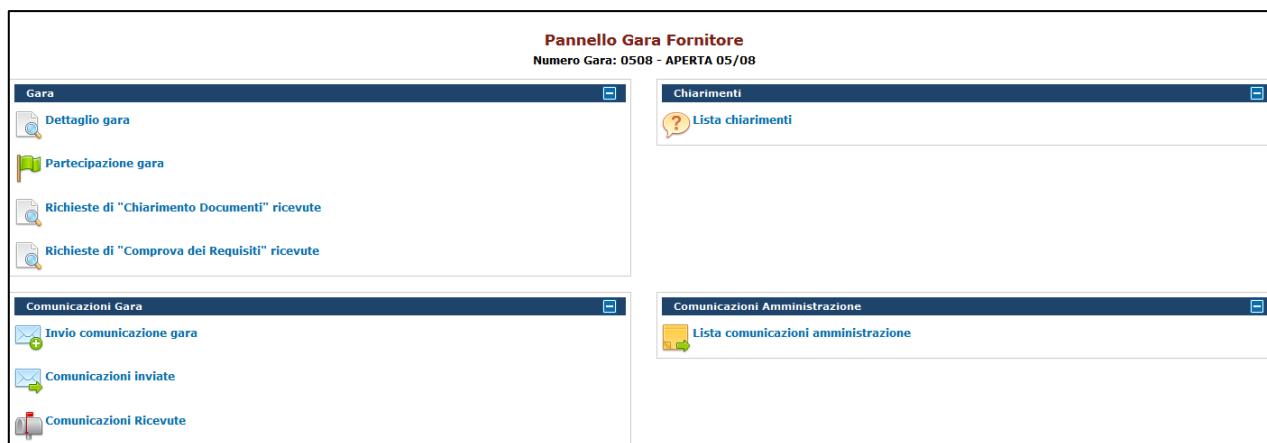 Pannello Gara Fornitore
Numero Gara: 0508 - APERTA 05/08
Gara
Dettaglio gara
Partecipazione gara
Richieste di "Chiarimento Documenti" ricevute
Richieste di "Comprova dei Requisiti" ricevute
Chiarimenti
Lista chiarimenti
Comunicazioni Gara
Invio comunicazione gara
Comunicazioni inviate
Comunicazioni Ricevute
Comunicazioni Amministrazione
Lista comunicazioni amministrazione